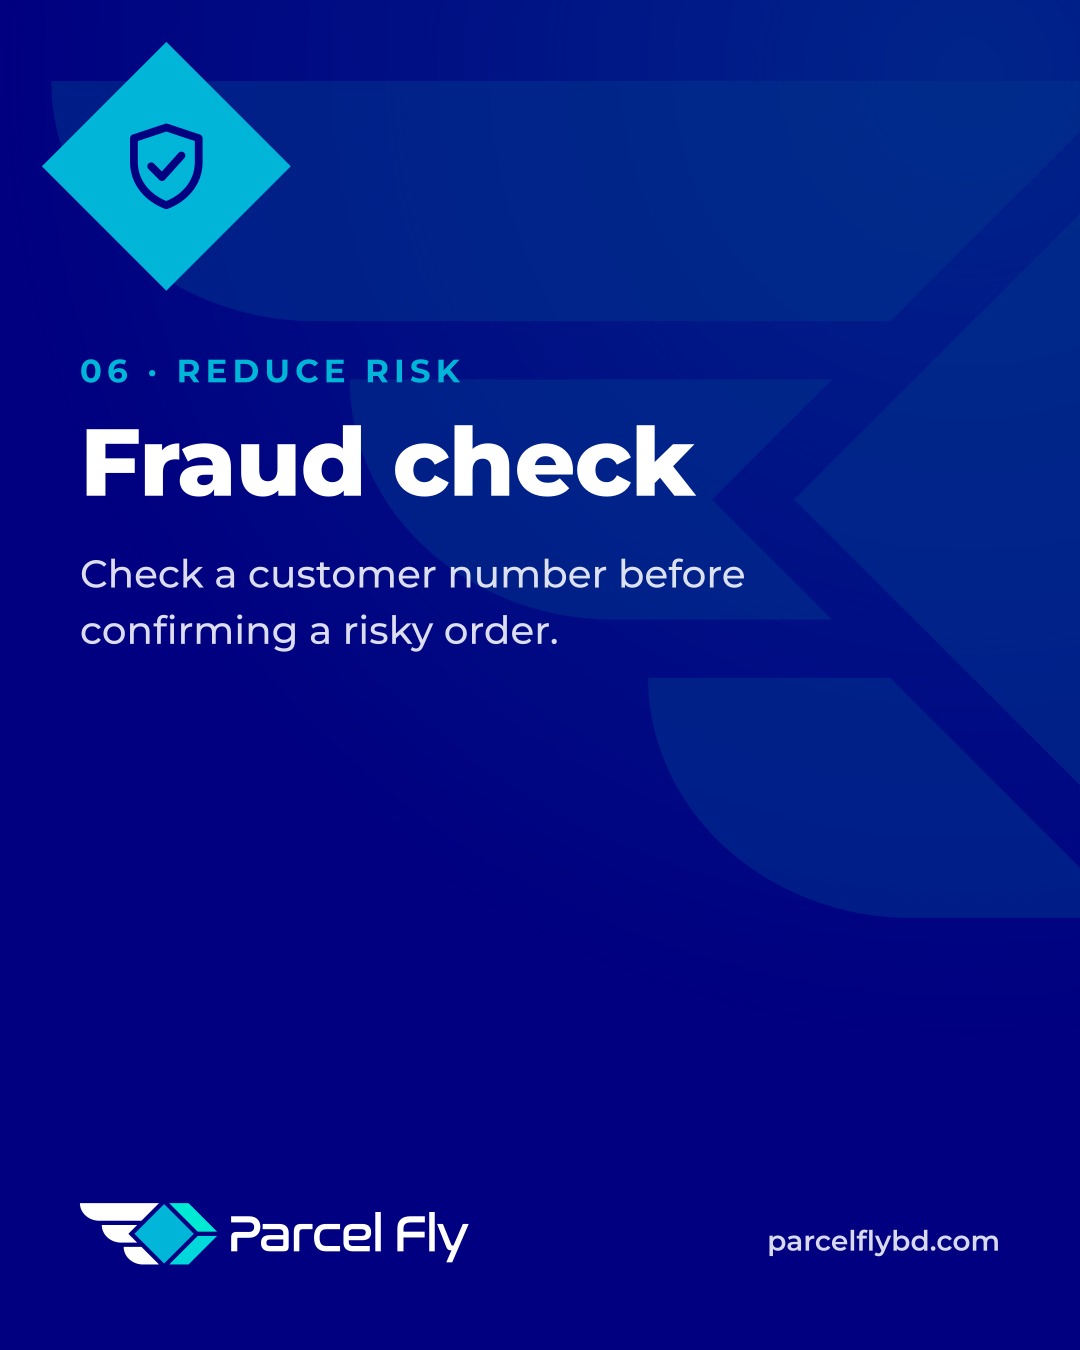 06 · REDUCE RISK
Fraud check
Check a customer number before
confirming a risky order.
Parcel Fly
parcelflybd.com